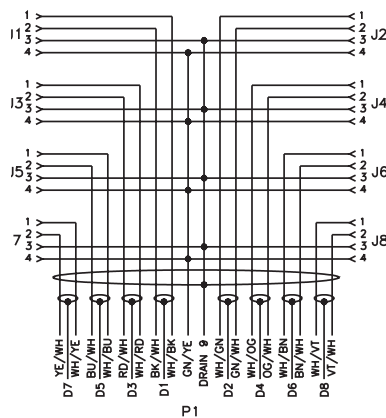 J1 1 1 J2
2 2
3 3
4 4
J3 1 1 J4
2 2
3 3
4 4
J5 1 1 J6
2 2
3 3
4 4
7 1 1 J8
2 2
3 3
4 4
YE/WH
D7
WH/YE
BU/WH
D5
WH/BU
RD/WH
D3
WH/RD
BK/WH
D1
WH/BK
GN/YE
DRAIN 9
WH/GN
D2
GN/WH
WH/OG
D4
OG/WH
WH/BN
D6
BN/WH
WH/VT
D8
VT/WH
P1